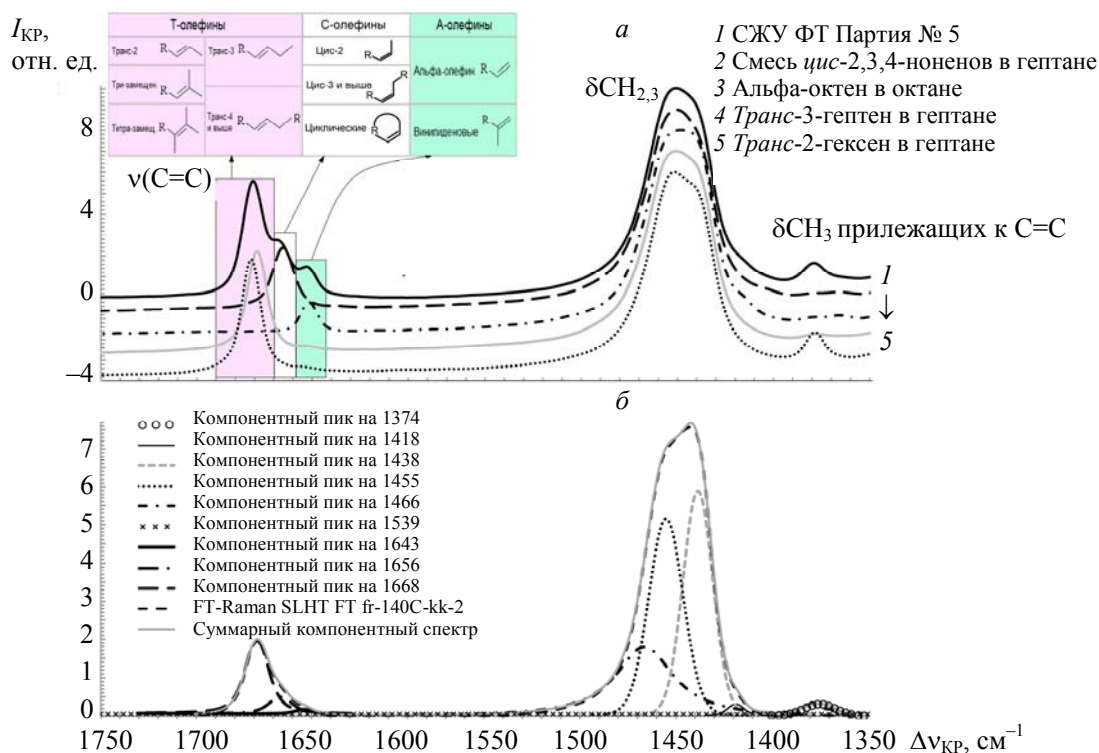 I КР,
отн. ед.
Т-олефины
С-олефины
А-олефины
Транс-2
R
Транс-3
R
Цис-2
R
Три-замещен.
R
Цис-3 и выше
R
R
Альфа-олефин
R
Тетра-замещ.
R
Транс-4
и выше
R
R
Циклические
R
Винилиденовые
R
а
1 СЖУ ФТ Партия № 5
2 Смесь цис-2,3,4-ноненов в гептане
3 Альфа-октен в октане
4 Транс-3-гептен в гептане
5 Транс-2-гексен в гептане
δCH2,3
ν(C=C)
δCH3 прилежащих к C=C
1
↓
5
8
4
0
–4
б
Компонентный пик на 1374
Компонентный пик на 1418
Компонентный пик на 1438
Компонентный пик на 1455
Компонентный пик на 1466
Компонентный пик на 1539
Компонентный пик на 1643
Компонентный пик на 1656
Компонентный пик на 1668
FT-Raman SLHT FT fr-140C-kk-2
Суммарный компонентный спектр
7
6
5
4
3
2
1
0
1750 1700 1650 1600 1550 1500 1450 1400 1350 ΔνКР, см–1